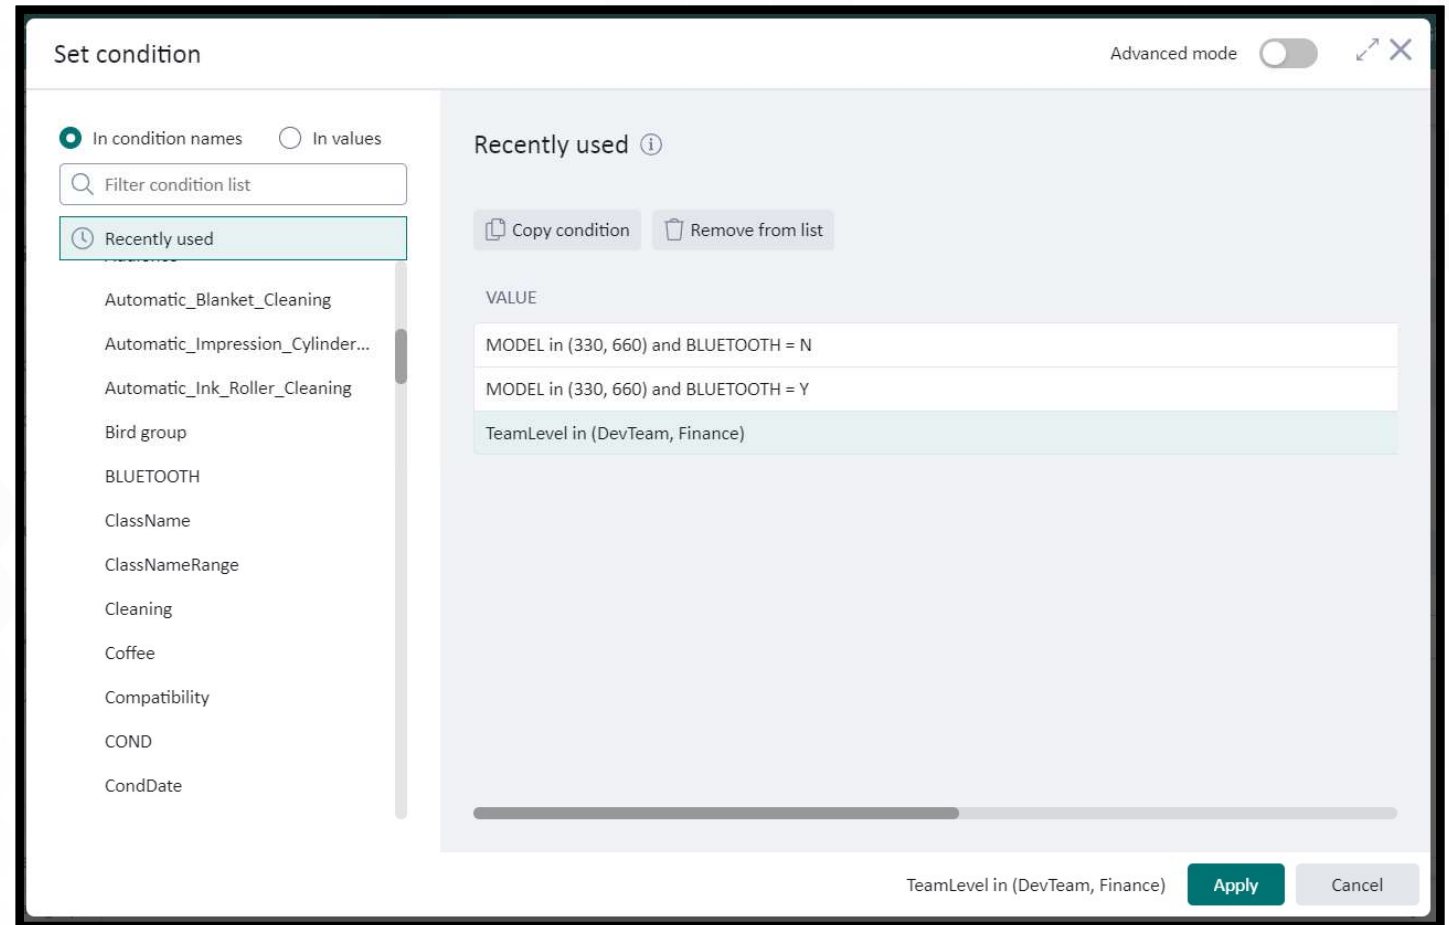 Set condition
Advanced mode
In condition names
In values
Filter condition list
Recently used
Automatic_Blanket_Cleaning
Automatic_Impression_Cylinder...
Automatic_Ink_Roller_Cleaning
Bird group
BLUETOOTH
ClassName
ClassNameRange
Cleaning
Coffee
Compatibility
COND
CondDate
Recently used
Copy condition
Remove from list
VALUE
MODEL in (330, 660) and BLUETOOTH = N
MODEL in (330, 660) and BLUETOOTH = Y
TeamLevel in (DevTeam, Finance)
TeamLevel in (DevTeam, Finance)
Apply
Cancel